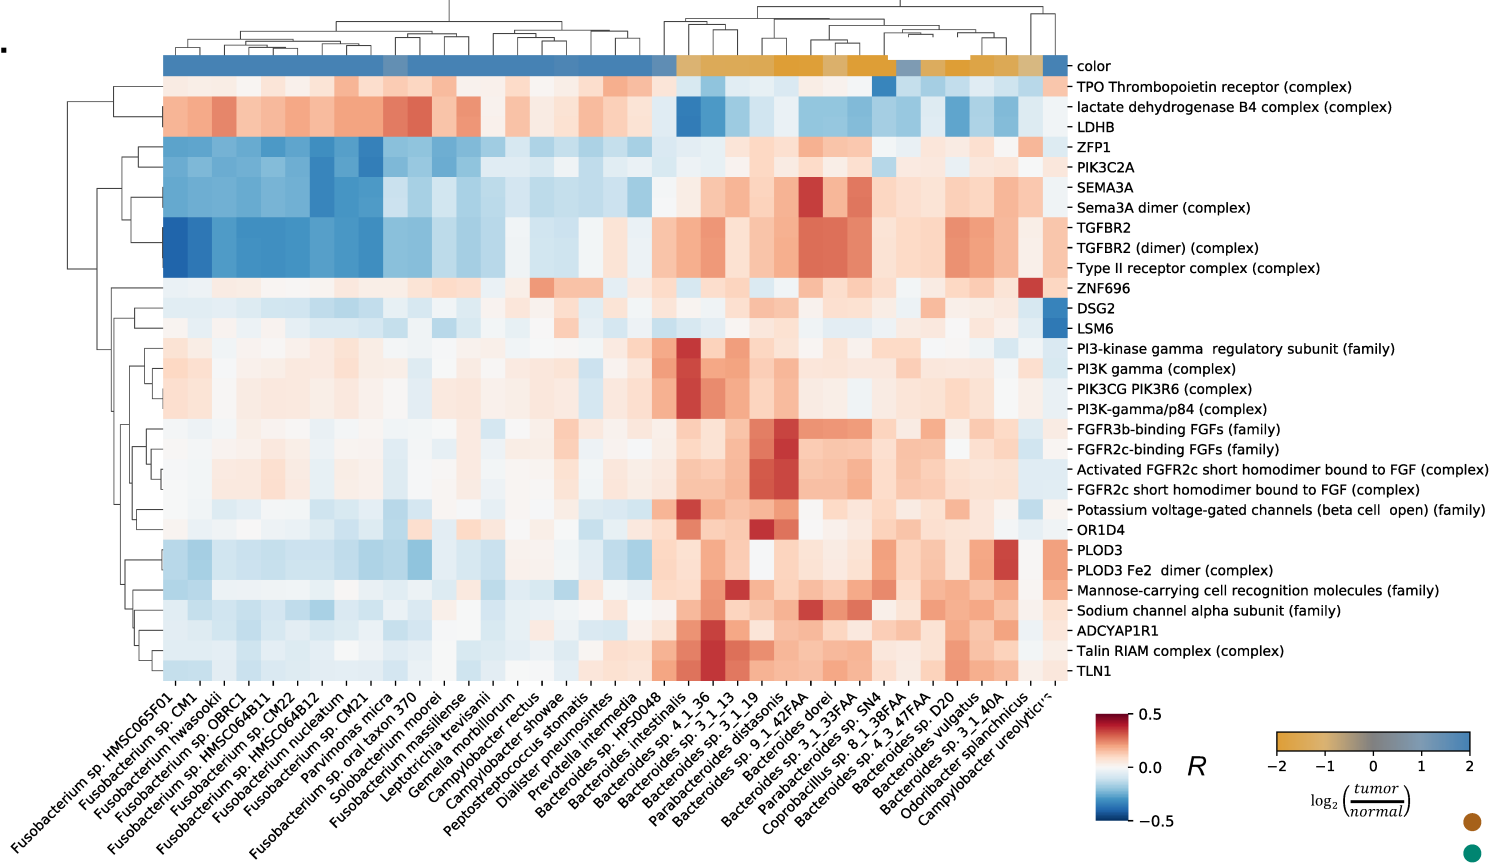 color
TPO Thrombopoietin receptor (complex)
lactate dehydrogenase B4 complex (complex)
LDHB
ZFP1
PIK3C2A
SEMA3A
Sema3A dimer (complex)
TGFBR2
TGFBR2 (dimer) (complex)
Type II receptor complex (complex)
ZNF696
DSG2
LSM6
PI3-kinase gamma  regulatory subunit (family)
PI3K gamma (complex)
PIK3CG PIK3R6 (complex)
PI3K-gamma/p84 (complex)
FGFR3b-binding FGFs (family)
FGFR2c-binding FGFs (family)
Activated FGFR2c short homodimer bound to FGF (complex)
FGFR2c short homodimer bound to FGF (complex)
Potassium voltage-gated channels (beta cell  open) (family)
OR1D4
PLOD3
PLOD3 Fe2  dimer (complex)
Mannose-carrying cell recognition molecules (family)
Sodium channel alpha subunit (family)
ADCYAP1R1
Talin RIAM complex (complex)
TLN1
Fusobacterium sp. HMSC065F01
Fusobacterium sp. CM1
Fusobacterium hwasookii
Fusobacterium sp. OBRC1
Fusobacterium sp. HMSC064B11
Fusobacterium sp. CM22
Fusobacterium sp. HMSC064B12
Fusobacterium nucleatum
Fusobacterium sp. CM21
Parvimonas micra
Fusobacterium sp. oral taxon 370
Solobacterium moorei
Fusobacterium massiliense
Leptotrichia trevisanii
Gemella morbillorum
Campylobacter rectus
Campylobacter showae
Peptostreptococcus stomatis
Dialister pneumosintes
Prevotella intermedia
Bacteroides sp. HPS0048
Bacteroides intestinalis
Bacteroides sp. 4_1_36
Bacteroides sp. 3_1_13
Bacteroides sp. 3_1_19
Parabacteroides distasonis
Bacteroides sp. 9_1_42FAA
Bacteroides dorei
Bacteroides sp. 3_1_33FAA
Parabacteroides sp. SN4
Coprobacillus sp. 8_1_38FAA
Bacteroides sp. 4_3_47FAA
Bacteroides sp. D20
Bacteroides vulgatus
Bacteroides sp. 3_1_40A
Odoribacter splanchnicus
Campylobacter
0.5
0.0
−0.5
R
−2 −1 0 1 2
log2 (tumor/normal)